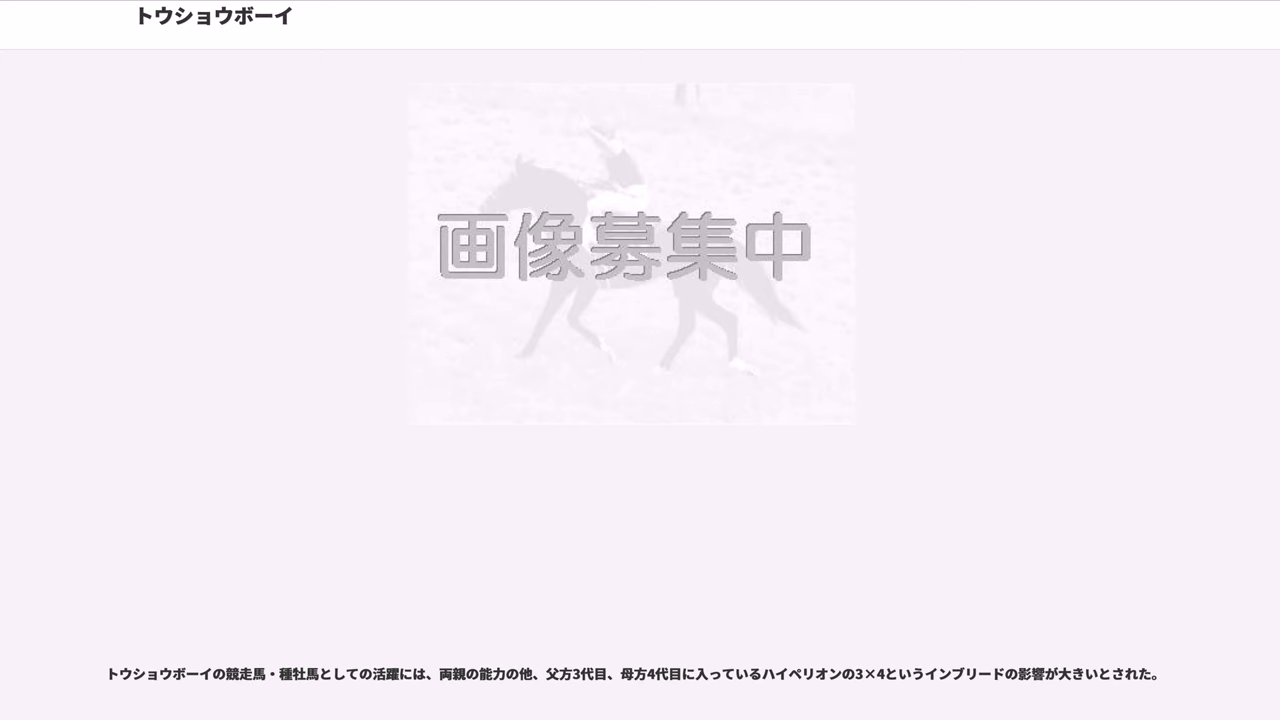 トウショウボーイ
画像募集中
トウショウボーイの競走馬・種牡馬としての活躍には、両親の能力の他、父方3代目、母方4代目に入っているハイペリオンの3×4というインブリードの影響が大きいとされた。